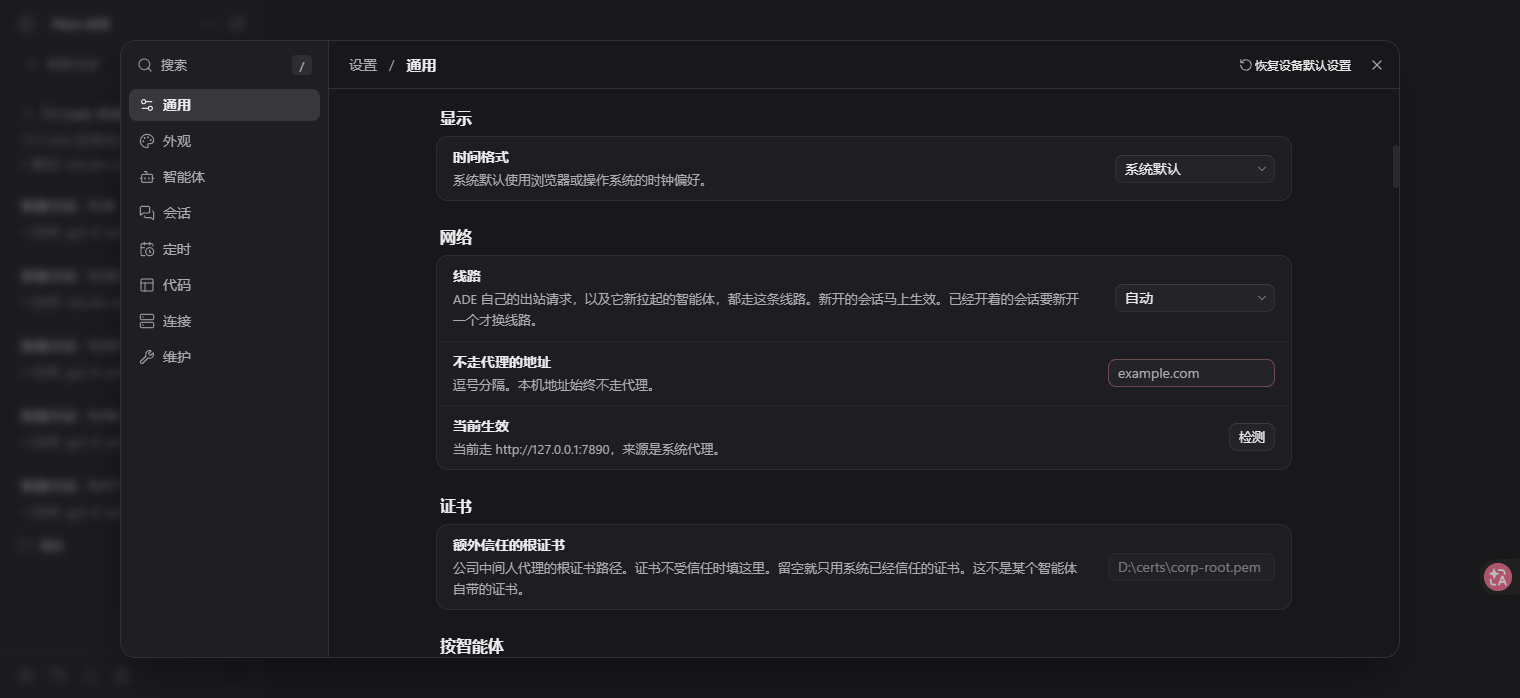 搜索
/
通用
外观
智能体
会话
定时
代码
连接
维护
设置 / 通用
恢复设备默认设置
显示
时间格式
系统默认使用浏览器或操作系统的时钟偏好。
系统默认
网络
线路
ADE 自己的出站请求，以及它新拉起的智能体，都走这条线路。新开的会话马上生效。已经开着的会话要新开
一个才换线路。
自动
不走代理的地址
逗号分隔。本机地址始终不走代理。
example.com
当前生效
当前走 http://127.0.0.1:7890，来源是系统代理。
检测
证书
额外信任的根证书
公司中间人代理的根证书路径。证书不受信任时填这里。留空就只用系统已经信任的证书。这不是某个智能体
自带的证书。
D:\certs\corp-root.pem
按智能体